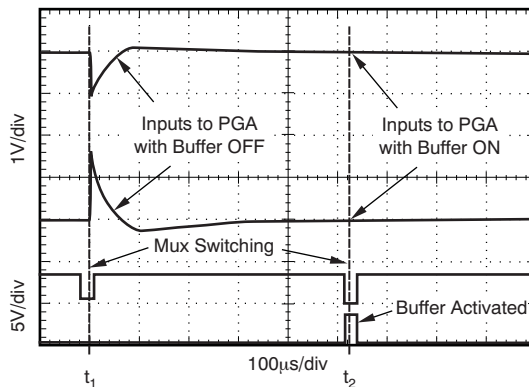 1V/div
Inputs to PGA
with Buffer OFF
Inputs to PGA
with Buffer ON
Mux Switching
5V/div
Buffer Activated
100µs/div
t1
t2